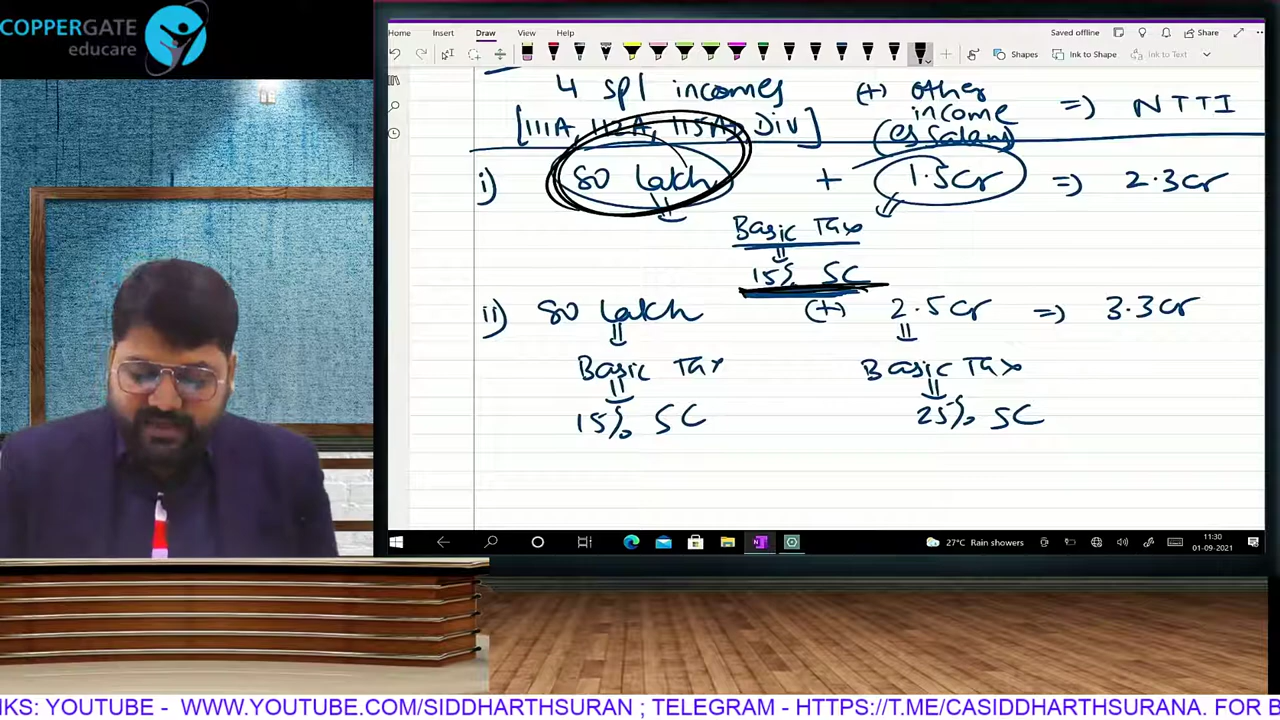 COPPERGATE
educare
Home Insert Draw View Help Saved offline Share
Shapes Ink to Shape Ink to Text
4 spl incomes (+) other
income => NTTI
[111A, 112A, 115AD, Div] (eg Salary)
i) 80 lakh + 1.5Cr => 2.3Cr
Basic Tax
15% SC
ii) 80 lakh (+) 2.5Cr => 3.3Cr
Basic Tax Basic Tax
15% SC 25% SC
27°C Rain showers 11:30
01-09-2021
NKS: YOUTUBE - WWW.YOUTUBE.COM/SIDDHARTHSURAN ; TELEGRAM - HTTPS://T.ME/CASIDDHARTHSURANA. FOR B